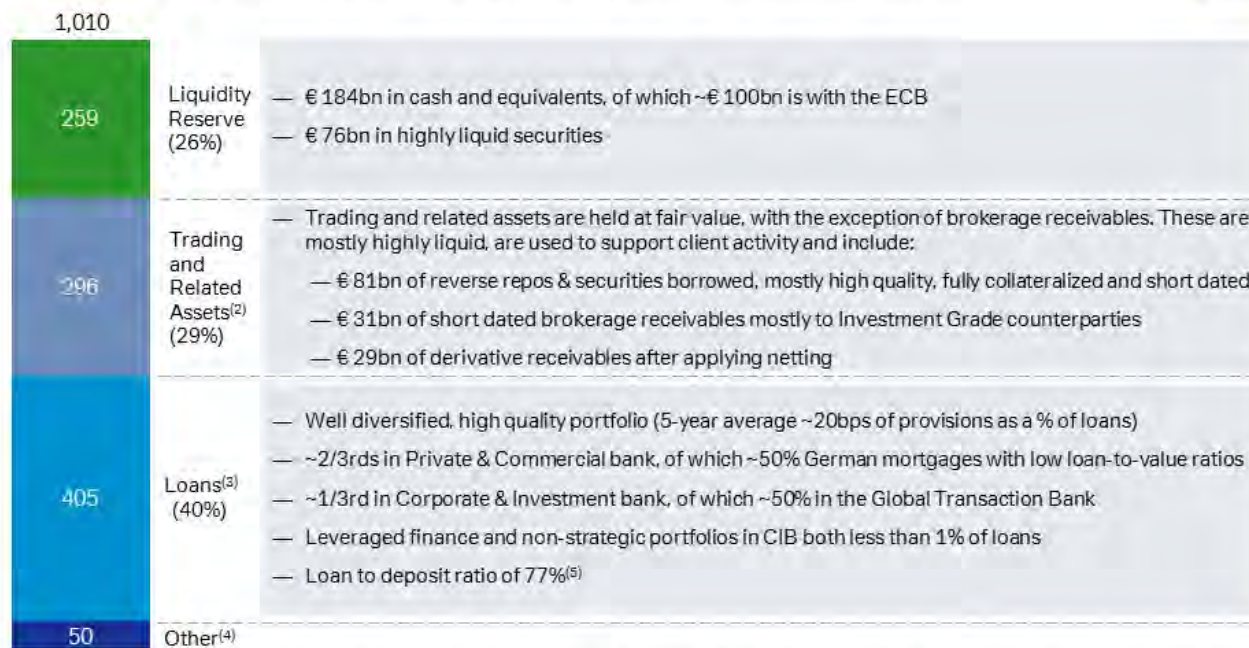 1,010
259
Liquidity
Reserve
(26%)
— € 184bn in cash and equivalents, of which ~€ 100bn is with the ECB
— € 76bn in highly liquid securities
296
Trading
and
Related
Assets(2)
(29%)
— Trading and related assets are held at fair value, with the exception of brokerage receivables. These are
mostly highly liquid, are used to support client activity and include:
— € 81bn of reverse repos & securities borrowed, mostly high quality, fully collateralized and short dated
— € 31bn of short dated brokerage receivables mostly to Investment Grade counterparties
— € 29bn of derivative receivables after applying netting
405
Loans(3)
(40%)
— Well diversified, high quality portfolio (5-year average ~20bps of provisions as a % of loans)
— ~2/3rds in Private & Commercial bank, of which ~50% German mortgages with low loan-to-value ratios
— ~1/3rd in Corporate & Investment bank, of which ~50% in the Global Transaction Bank
— Leveraged finance and non-strategic portfolios in CIB both less than 1% of loans
— Loan to deposit ratio of 77%(5)
50
Other(4)